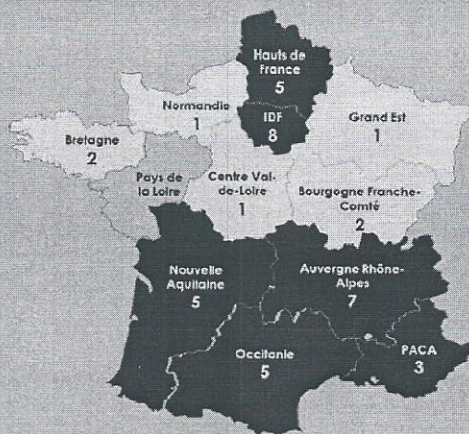 Hauts de
France
5
Normandie
1
IDF
8
Grand Est
1
Bretagne
2
Pays de
la Loire
Centre Val-
de-Loire
1
Bourgogne Franche-
Comté
2
Nouvelle
Aquitaine
5
Auvergne Rhône-
Alpes
7
Occitanie
5
PACA
3